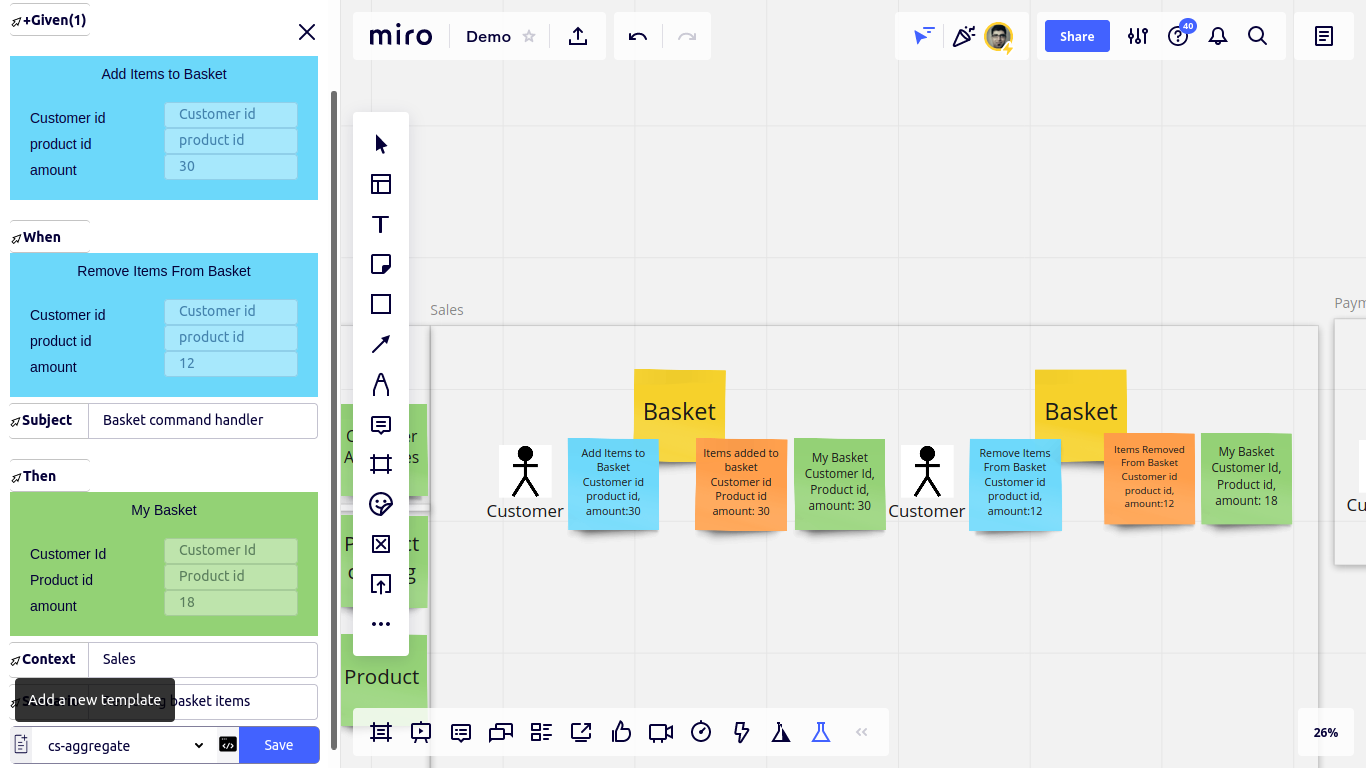 +Given(1)
Add Items to Basket
Customer id
Customer id
product id
product id
amount
30
When
Remove Items From Basket
Customer id
Customer id
product id
product id
amount
12
Subject
Basket command handler
Then
My Basket
Customer Id
Customer Id
Product id
Product id
amount
18
Context
Sales
Add a new template
basket items
cs-aggregate
Save
miro
Demo
Share
40
Sales
Paym
Product
Customer
Basket
Add Items to
Basket
Customer id
product id,
amount:30
Items added to
basket
Customer id
Product id
amount: 30
My Basket
Customer Id,
Product id,
amount: 30
Customer
Basket
Remove Items
From Basket
Customer id
product id,
amount:12
Items Removed
From Basket
Customer id
product id,
amount:12
My Basket
Customer Id,
Product id,
amount: 18
Cu
26%